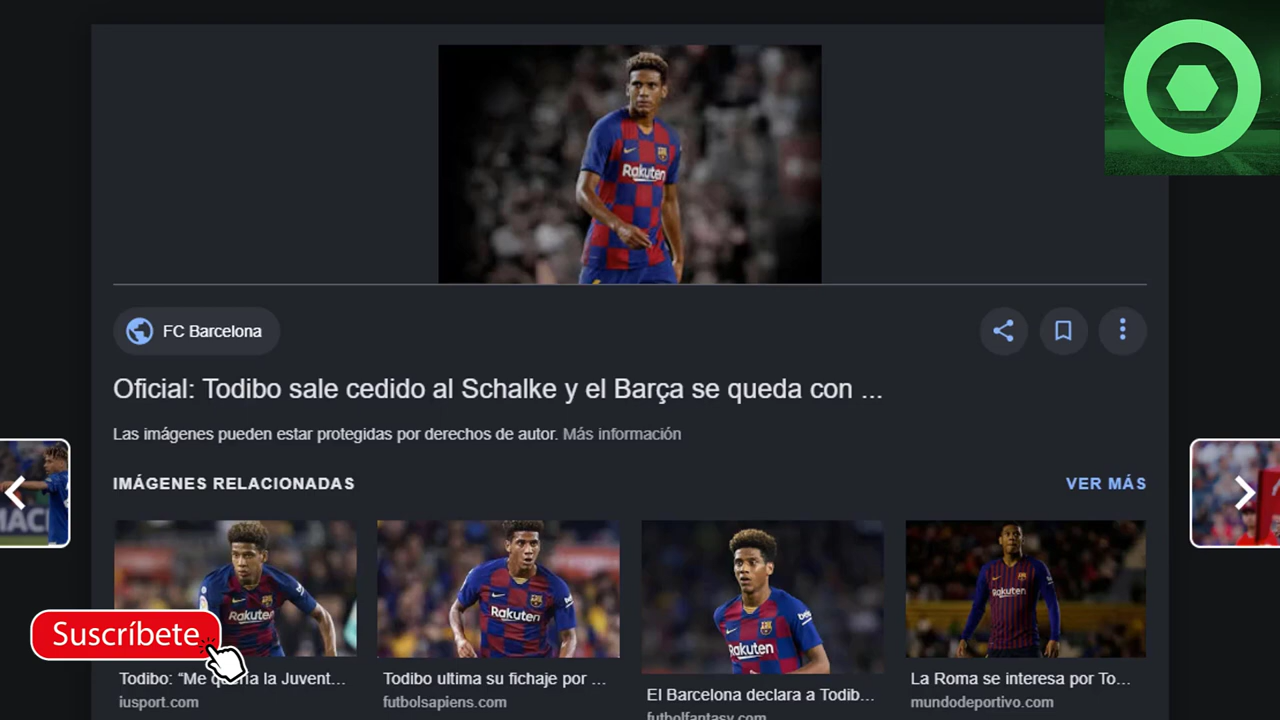 Rakuten
FC Barcelona
Oficial: Todibo sale cedido al Schalke y el Barça se queda con ...
Las imágenes pueden estar protegidas por derechos de autor. Más información
IMÁGENES RELACIONADAS
VER MÁS
Rakuten
Rakuten
Rakuten
Rakuten
Suscríbete
Todibo: “Me quería la Juvent...
iusport.com
Todibo ultima su fichaje por ...
futbolsapiens.com
El Barcelona declara a Todib...
futbolfantasy.com
La Roma se interesa por To...
mundodeportivo.com